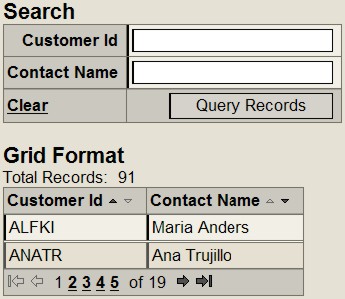 Search
Customer Id
Contact Name
Clear Query Records
Grid Format
Total Records: 91
Customer Id Contact Name
ALFKI Maria Anders
ANATR Ana Trujillo
1 2 3 4 5 of 19